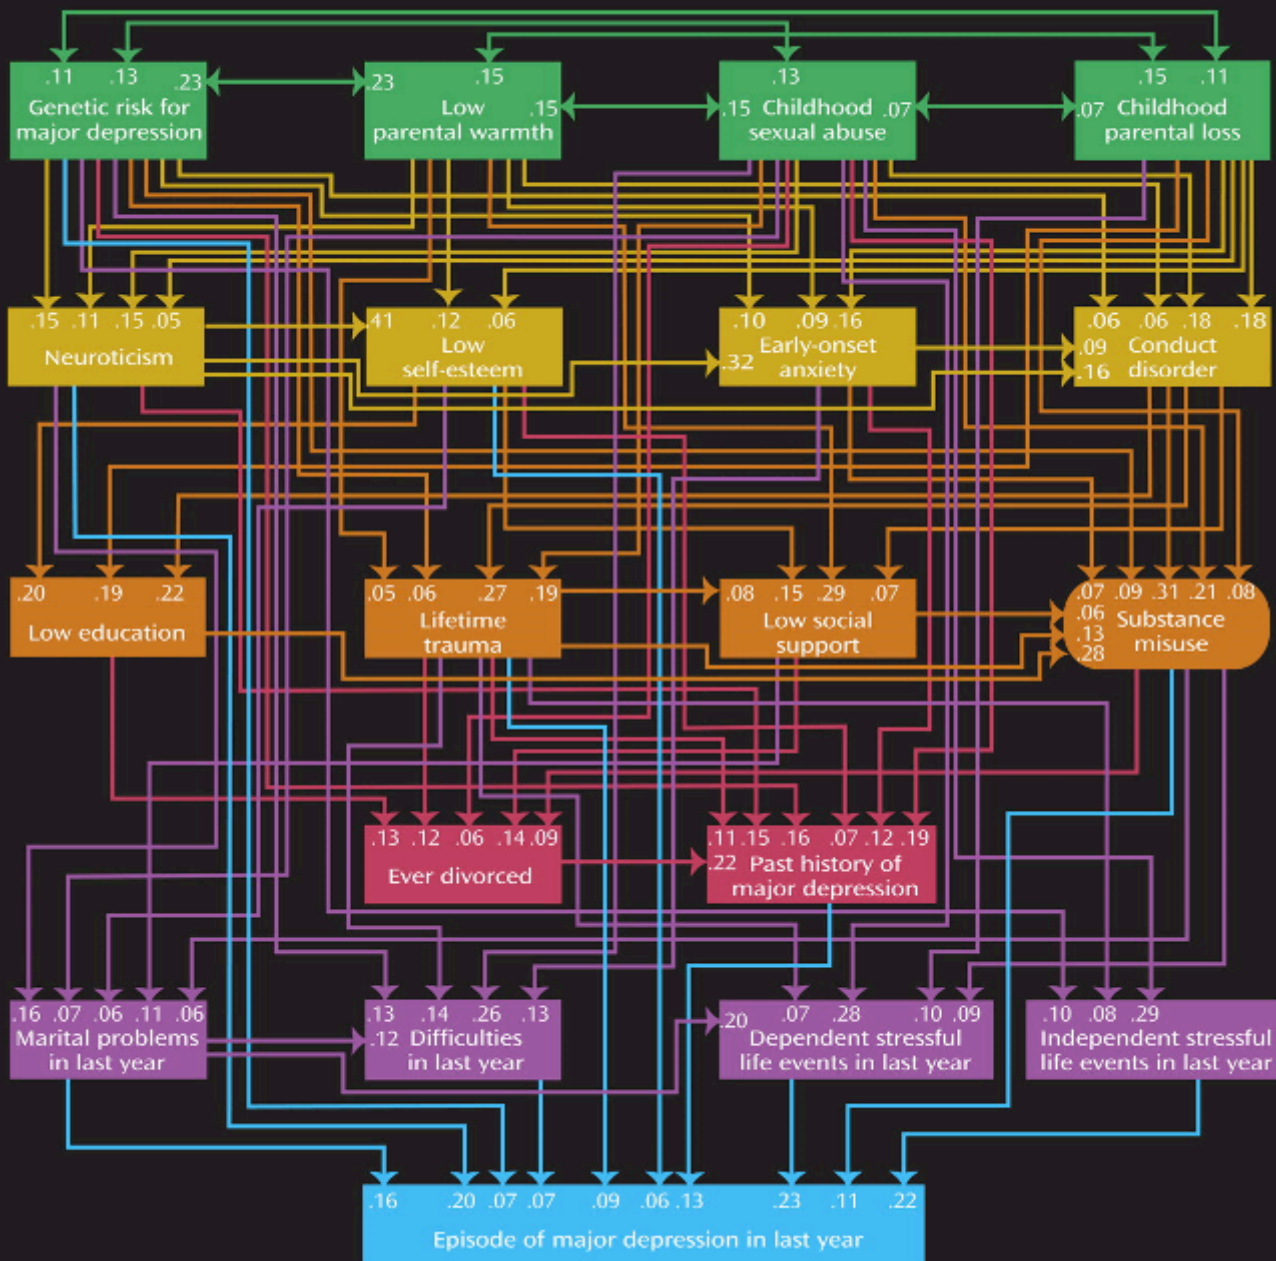 .11 .13 .23
Genetic risk for
major depression
.23 .15 .15
Low
parental warmth
.13 .15 .07
Childhood
sexual abuse
.15 .11 .07
Childhood
parental loss
.15 .11 .15 .05
Neuroticism
.41 .12 .06
Low
self-esteem
.10 .09 .16
.32
Early-onset
anxiety
.06 .06 .18 .18
.09
.16
Conduct
disorder
.20 .19 .22
Low education
.05 .06 .27 .19
Lifetime
trauma
.08 .15 .29 .07
Low social
support
.07 .09 .31 .21 .08
.06
.13
.28
Substance
misuse
.13 .12 .06 .14 .09
Ever divorced
.11 .15 .16 .07 .12 .19
.22
Past history of
major depression
.16 .07 .06 .11 .06
Marital problems
in last year
.13 .14 .26 .13
.12
Difficulties
in last year
.20 .07 .28 .10 .09
Dependent stressful
life events in last year
.10 .08 .29
Independent stressful
life events in last year
.16 .20 .07 .07 .09 .06 .13 .23 .11 .22
Episode of major depression in last year